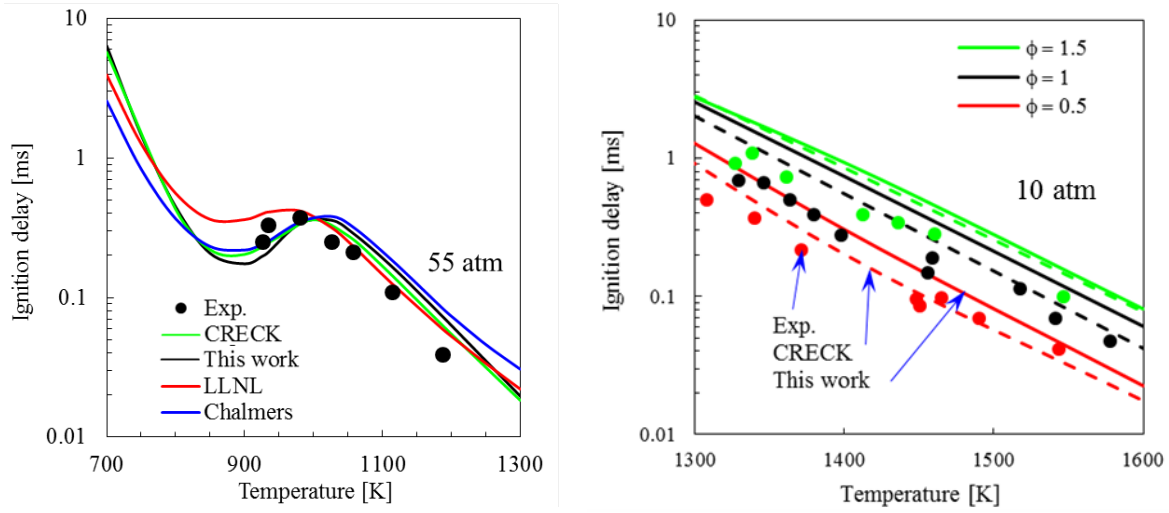 10
1
0.1
0.01
Ignition delay [ms]
55 atm
Exp.
CRECK
This work
LLNL
Chalmers
700
900
1100
1300
Temperature [K]
10
1
0.1
0.01
Ignition delay [ms]
ϕ = 1.5
ϕ = 1
ϕ = 0.5
10 atm
Exp.
CRECK
This work
1300
1400
1500
1600
Temperature [K]